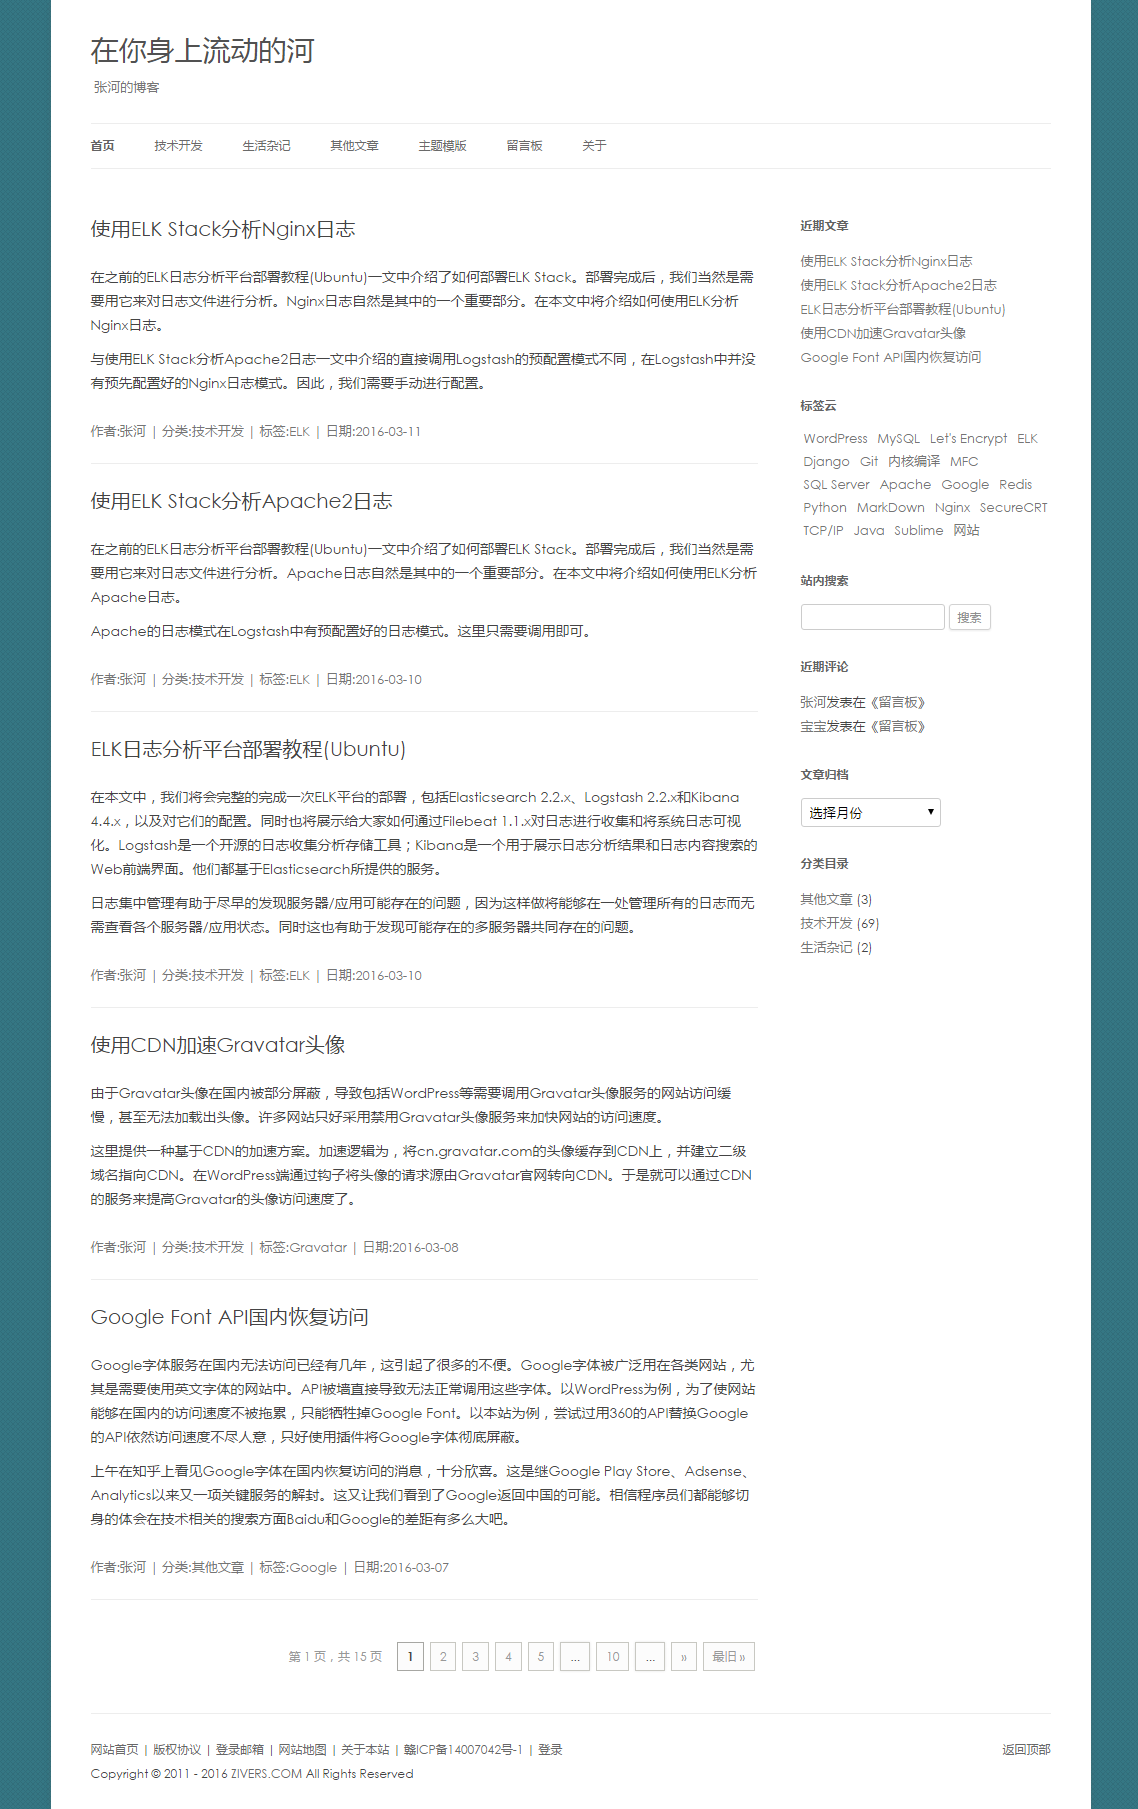 在你身上流动的河
张河的博客
首页 技术开发 生活杂记 其他文章 主题模版 留言板 关于
使用ELK Stack分析Nginx日志
在之前的ELK日志分析平台部署教程(Ubuntu)一文中介绍了如何部署ELK Stack。部署完成后，我们当然是需
要用它来对日志文件进行分析。Nginx日志自然是其中的一个重要部分。在本文中将介绍如何使用ELK分析
Nginx日志。
与使用ELK Stack分析Apache2日志一文中介绍的直接调用Logstash的预配置模式不同，在Logstash中并没
有预先配置好的Nginx日志模式。因此，我们需要手动进行配置。
作者:张河 | 分类:技术开发 | 标签:ELK | 日期:2016-03-11
使用ELK Stack分析Apache2日志
在之前的ELK日志分析平台部署教程(Ubuntu)一文中介绍了如何部署ELK Stack。部署完成后，我们当然是需
要用它来对日志文件进行分析。Apache日志自然是其中的一个重要部分。在本文中将介绍如何使用ELK分析
Apache日志。
Apache的日志模式在Logstash中有预配置好的日志模式。这里只需要调用即可。
作者:张河 | 分类:技术开发 | 标签:ELK | 日期:2016-03-10
ELK日志分析平台部署教程(Ubuntu)
在本文中，我们将会完整的完成一次ELK平台的部署，包括Elasticsearch 2.2.x、Logstash 2.2.x和Kibana
4.4.x，以及对它们的配置。同时也将展示给大家如何通过Filebeat 1.1.x对日志进行收集和将系统日志可视
化。Logstash是一个开源的日志收集分析存储工具；Kibana是一个用于展示日志分析结果和日志内容搜索的
Web前端界面。他们都基于Elasticsearch所提供的服务。
日志集中管理有助于尽早的发现服务器/应用可能存在的问题，因为这样做将能够在一处管理所有的日志而无
需查看各个服务器/应用状态。同时这也有助于发现可能存在的多服务器共同存在的问题。
作者:张河 | 分类:技术开发 | 标签:ELK | 日期:2016-03-10
使用CDN加速Gravatar头像
由于Gravatar头像在国内被部分屏蔽，导致包括WordPress等需要调用Gravatar头像服务的网站访问缓
慢，甚至无法加载出头像。许多网站只好采用禁用Gravatar头像服务来加快网站的访问速度。
这里提供一种基于CDN的加速方案。加速逻辑为，将cn.gravatar.com的头像缓存到CDN上，并建立二级
域名指向CDN。在WordPress端通过钩子将头像的请求源由Gravatar官网转向CDN。于是就可以通过CDN
的服务来提高Gravatar的头像访问速度了。
作者:张河 | 分类:技术开发 | 标签:Gravatar | 日期:2016-03-08
Google Font API国内恢复访问
Google字体服务在国内无法访问已经有几年，这引起了很多的不便。Google字体被广泛用在各类网站，尤
其是需要使用英文字体的网站中。API被墙直接导致无法正常调用这些字体。以WordPress为例，为了使网站
能够在国内的访问速度不被拖累，只能牺牲掉Google Font。以本站为例，尝试过用360的API替换Google
的API依然访问速度不尽人意，只好使用插件将Google字体彻底屏蔽。
上午在知乎上看见Google字体在国内恢复访问的消息，十分欣喜。这是继Google Play Store、Adsense、
Analytics以来又一项关键服务的解封。这又让我们看到了Google返回中国的可能。相信程序员们都能够切
身的体会在技术相关的搜索方面Baidu和Google的差距有多么大吧。
作者:张河 | 分类:其他文章 | 标签:Google | 日期:2016-03-07
第 1 页，共 15 页 1 2 3 4 5 ... 10 ... » 最旧 »
近期文章
使用ELK Stack分析Nginx日志
使用ELK Stack分析Apache2日志
ELK日志分析平台部署教程(Ubuntu)
使用CDN加速Gravatar头像
Google Font API国内恢复访问
标签云
WordPress MySQL Let's Encrypt ELK
Django Git 内核编译 MFC
SQL Server Apache Google Redis
Python MarkDown Nginx SecureCRT
TCP/IP Java Sublime 网站
站内搜索
搜索
近期评论
张河发表在《留言板》
宝宝发表在《留言板》
文章归档
选择月份
分类目录
其他文章 (3)
技术开发 (69)
生活杂记 (2)
网站首页 | 版权协议 | 登录邮箱 | 网站地图 | 关于本站 | 赣ICP备14007042号-1 | 登录 返回顶部
Copyright © 2011 - 2016 ZIVERS.COM All Rights Reserved